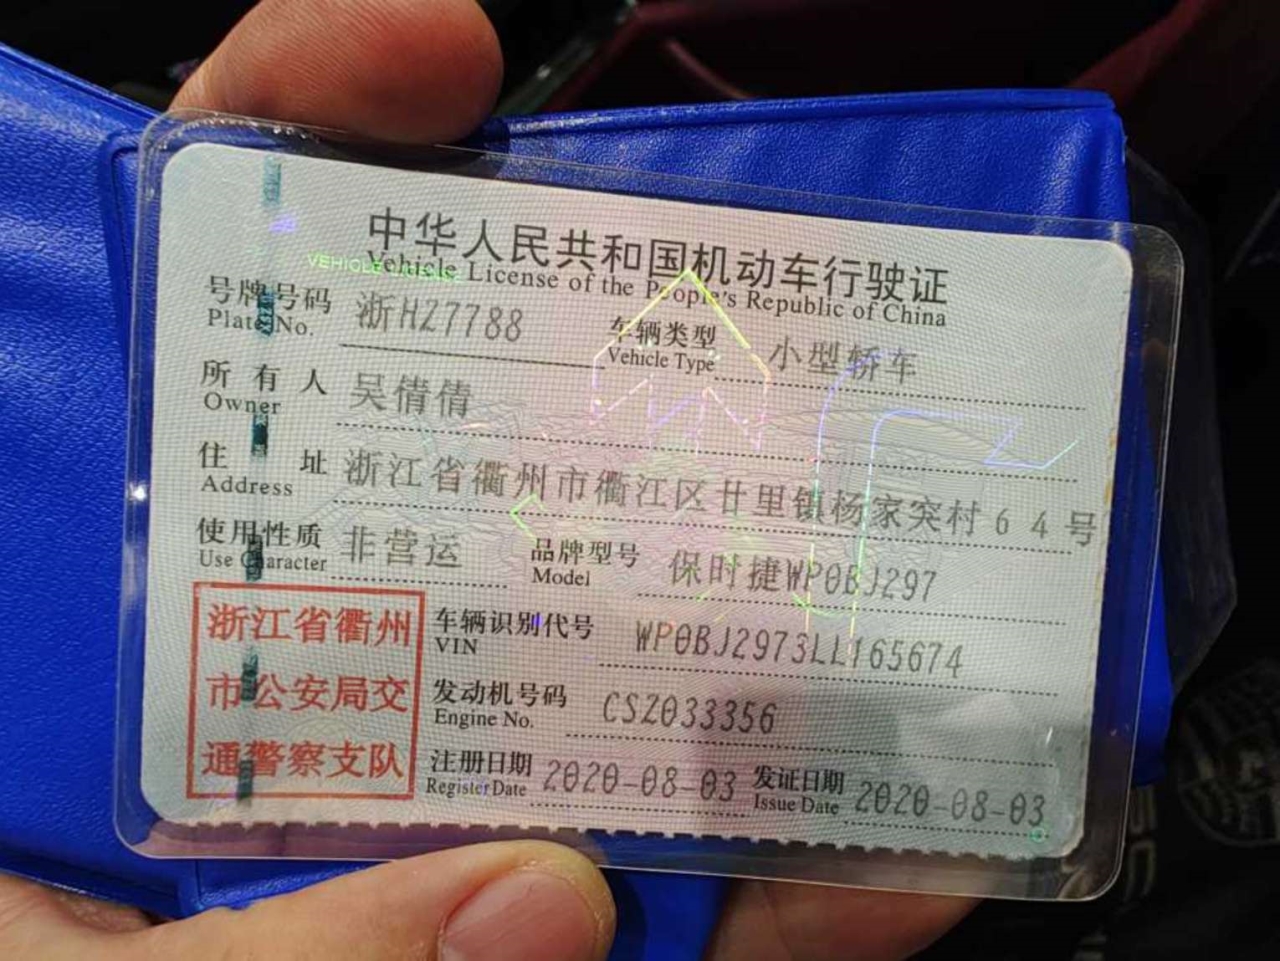 中华人民共和国机动车行驶证
Vehicle License of the People's Republic of China
号牌号码 浙HZ7788 车辆类型 小型轿车
Plate No. Vehicle Type
所有人 吴倩倩
Owner
住址 浙江省衢州市衢江区廿里镇杨家突村64号
Address
使用性质 非营运 品牌型号 保时捷WP0BJ297
Use Character Model
浙江省衢州
市公安局交
通警察支队
车辆识别代号 WP0BJ2973LL165674
VIN
发动机号码 CSZ033356
Engine No.
注册日期 2020-08-03 发证日期 2020-08-03
Register Date Issue Date